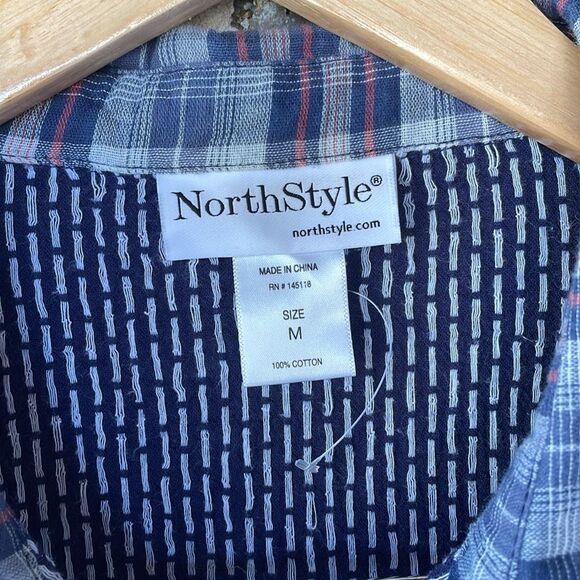 NorthStyle®
northstyle.com
MADE IN CHINA
RN # 145118
SIZE
M
100% COTTON